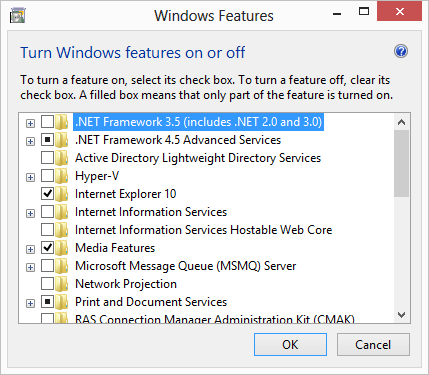 Windows Features
Turn Windows features on or off
To turn a feature on, select its check box. To turn a feature off, clear its
check box. A filled box means that only part of the feature is turned on.
.NET Framework 3.5 (includes .NET 2.0 and 3.0)
.NET Framework 4.5 Advanced Services
Active Directory Lightweight Directory Services
Hyper-V
Internet Explorer 10
Internet Information Services
Internet Information Services Hostable Web Core
Media Features
Microsoft Message Queue (MSMQ) Server
Network Projection
Print and Document Services
RAS Connection Manager Administration Kit (CMAK)
OK
Cancel